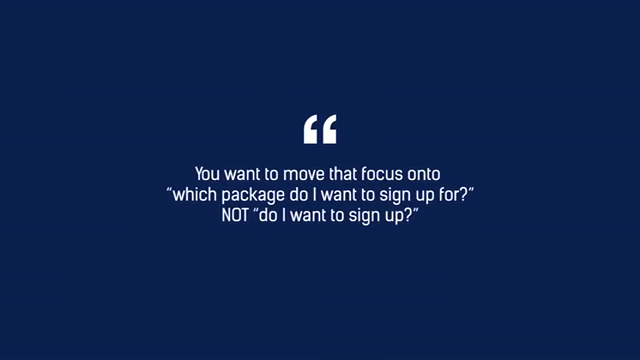 “
You want to move that focus onto
“which package do I want to sign up for?”
NOT “do I want to sign up?”